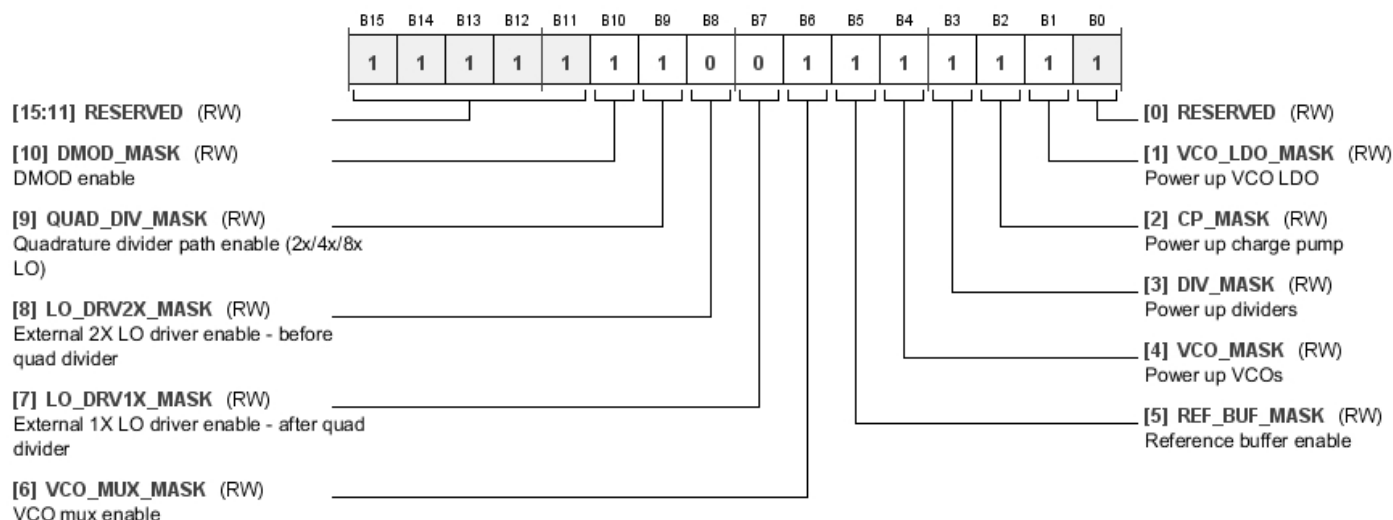 B15 B14 B13 B12 B11 B10 B9 B8 B7 B6 B5 B4 B3 B2 B1 B0
1 1 1 1 1 1 1 0 0 1 1 1 1 1 1 1
[15:11] RESERVED (RW)
[10] DMOD_MASK (RW)
DMOD enable
[9] QUAD_DIV_MASK (RW)
Quadrature divider path enable (2x/4x/8x
LO)
[8] LO_DRV2X_MASK (RW)
External 2X LO driver enable - before
quad divider
[7] LO_DRV1X_MASK (RW)
External 1X LO driver enable - after quad
divider
[6] VCO_MUX_MASK (RW)
VCO mux enable
[0] RESERVED (RW)
[1] VCO_LDO_MASK (RW)
Power up VCO LDO
[2] CP_MASK (RW)
Power up charge pump
[3] DIV_MASK (RW)
Power up dividers
[4] VCO_MASK (RW)
Power up VCOs
[5] REF_BUF_MASK (RW)
Reference buffer enable